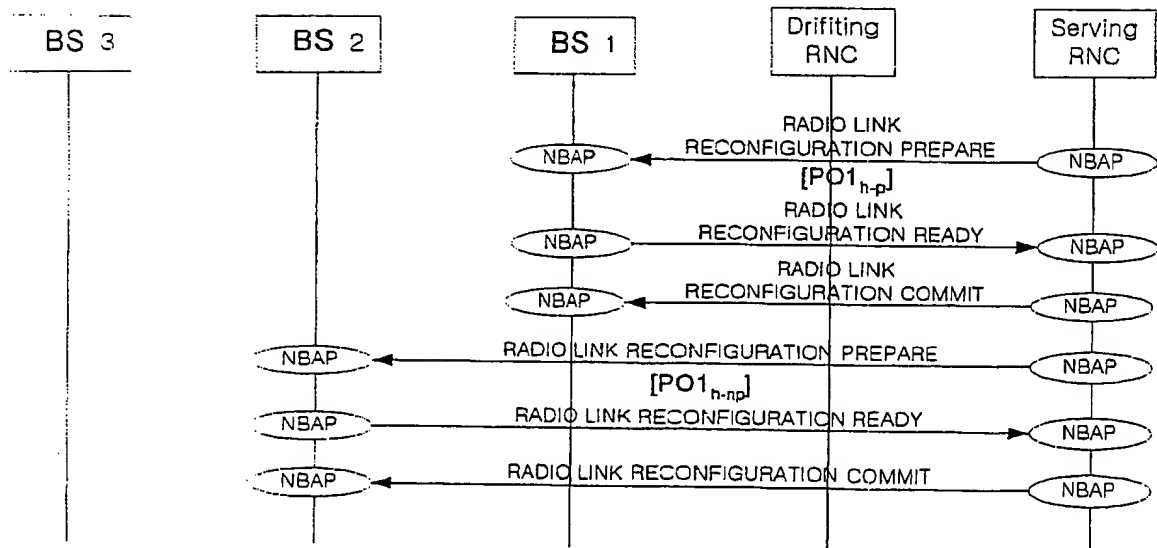 BS 3
BS 2
BS 1
Drifiting
RNC
Serving
RNC
RADIO LINK
RECONFIGURATION PREPARE
NBAP
NBAP
[PO1h-p]
RADIO LINK
RECONFIGURATION READY
NBAP
NBAP
RADIO LINK
RECONFIGURATION COMMIT
NBAP
NBAP
RADIO LINK RECONFIGURATION PREPARE
NBAP
NBAP
[PO1h-np]
RADIO LINK RECONFIGURATION READY
NBAP
NBAP
RADIO LINK RECONFIGURATION COMMIT
NBAP
NBAP